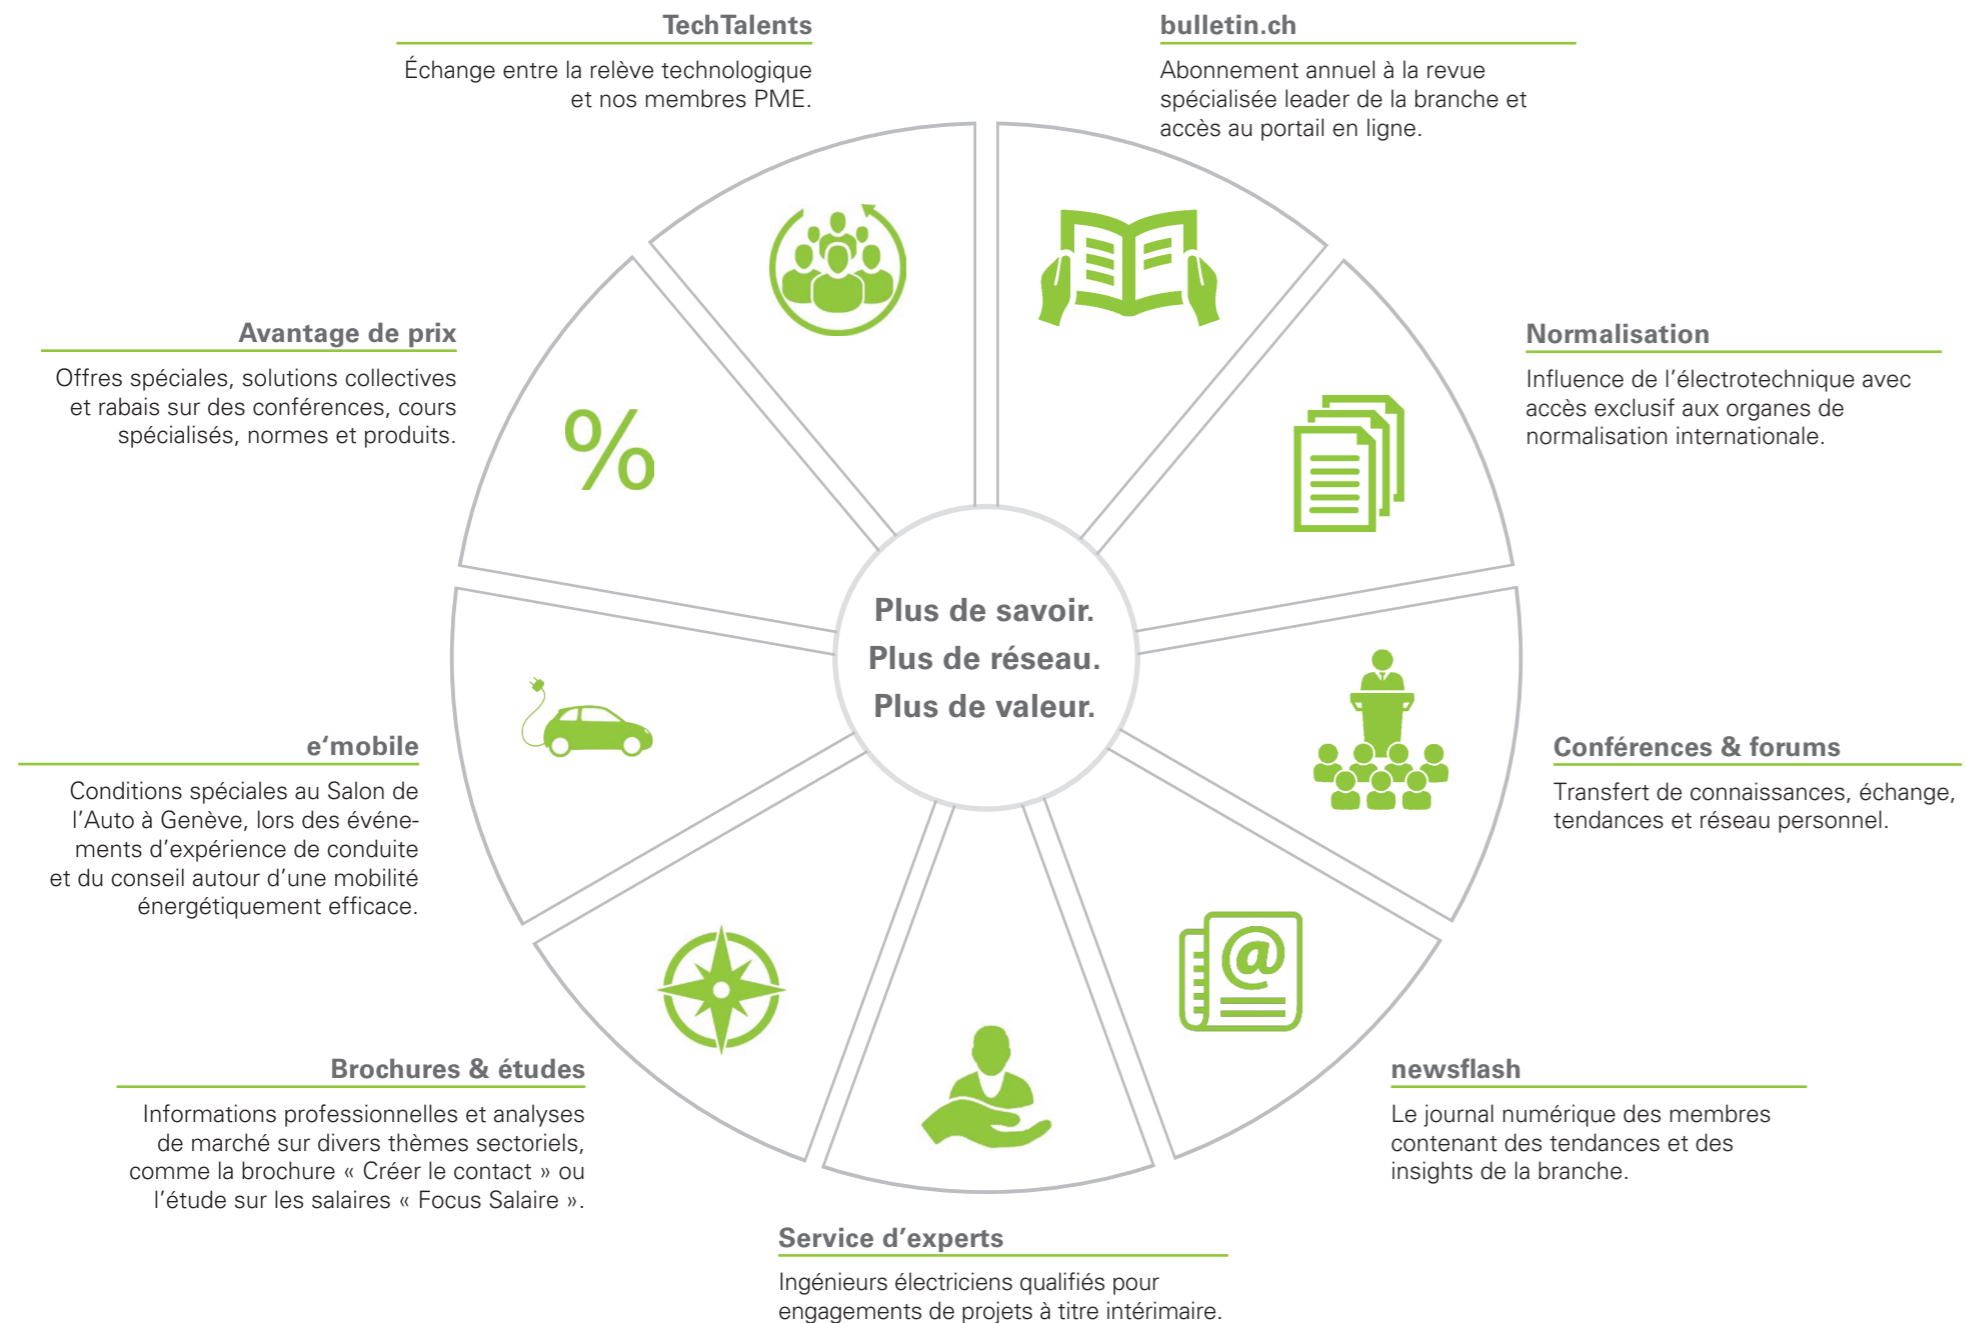 TechTalents
Échange entre la relève technologique
et nos membres PME.
bulletin.ch
Abonnement annuel à la revue
spécialisée leader de la branche et
accès au portail en ligne.
Avantage de prix
Offres spéciales, solutions collectives
et rabais sur des conférences, cours
spécialisés, normes et produits.
%
Normalisation
Influence de l’électrotechnique avec
accès exclusif aux organes de
normalisation internationale.
Plus de savoir.
Plus de réseau.
Plus de valeur.
e‘mobile
Conditions spéciales au Salon de
l’Auto à Genève, lors des événe-
ments d’expérience de conduite
et du conseil autour d’une mobilité
énergétiquement efficace.
Conférences & forums
Transfert de connaissances, échange,
tendances et réseau personnel.
@
Brochures & études
Informations professionnelles et analyses
de marché sur divers thèmes sectoriels,
comme la brochure « Créer le contact » ou
l’étude sur les salaires « Focus Salaire ».
newsflash
Le journal numérique des membres
contenant des tendances et des
insights de la branche.
Service d’experts
Ingénieurs électriciens qualifiés pour
engagements de projets à titre intérimaire.